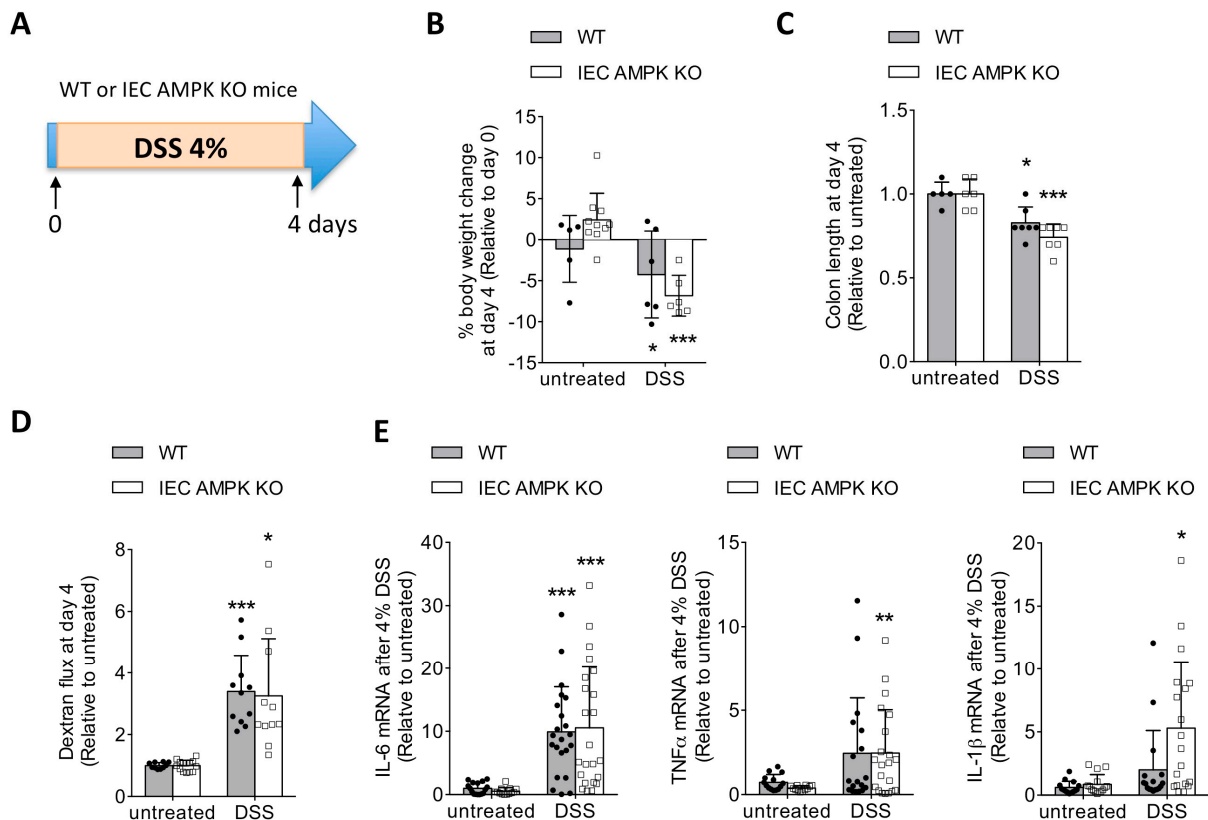 A
WT or IEC AMPK KO mice
DSS 4%
0
4 days
B
WT
IEC AMPK KO
% body weight change
at day 4 (Relative to day 0)
15
10
5
0
-5
-10
-15
*
***
untreated
DSS
C
WT
IEC AMPK KO
Colon length at day 4
(Relative to untreated)
1.5
1.0
0.5
0.0
*
***
untreated
DSS
D
WT
IEC AMPK KO
Dextran flux at day 4
(Relative to untreated)
8
6
4
2
0
***
*
untreated
DSS
E
WT
IEC AMPK KO
IL-6 mRNA after 4% DSS
(Relatve to untreated)
40
30
20
10
0
***
***
untreated
DSS
WT
IEC AMPK KO
TNFα mRNA after 4% DSS
(Relatve to untreated)
15
10
5
0
**
untreated
DSS
WT
IEC AMPK KO
IL-1β mRNA after 4% DSS
(Relatve to untreated)
20
15
10
5
0
*
untreated
DSS